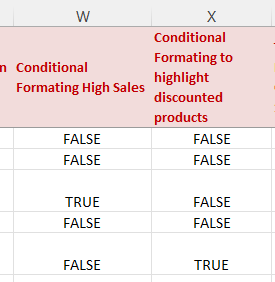 W X
n Conditional
Formating High Sales
Conditional
Formating to
highlight
discounted
products
FALSE FALSE
FALSE FALSE
TRUE FALSE
FALSE FALSE
FALSE TRUE